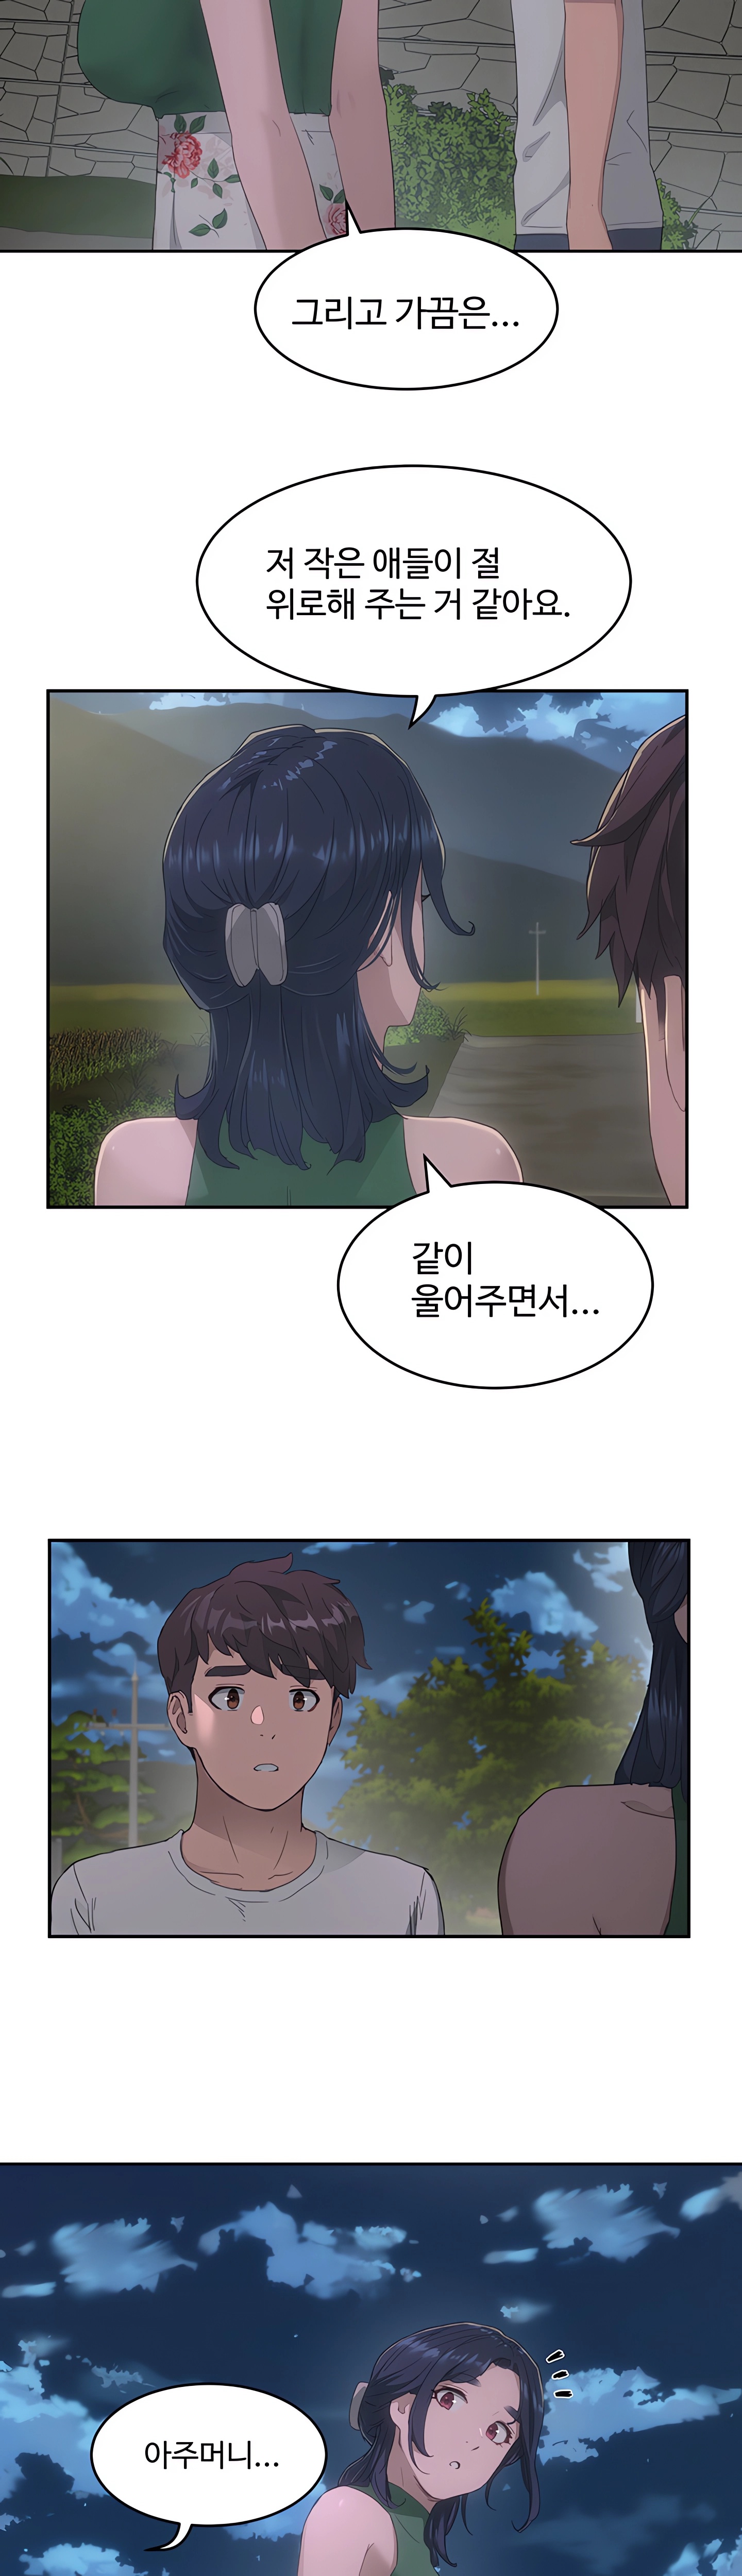 그리고 가끔은...
저 작은 애들이 절
위로해 주는 거 같아요.
같이
울어주면서...
아주머니...